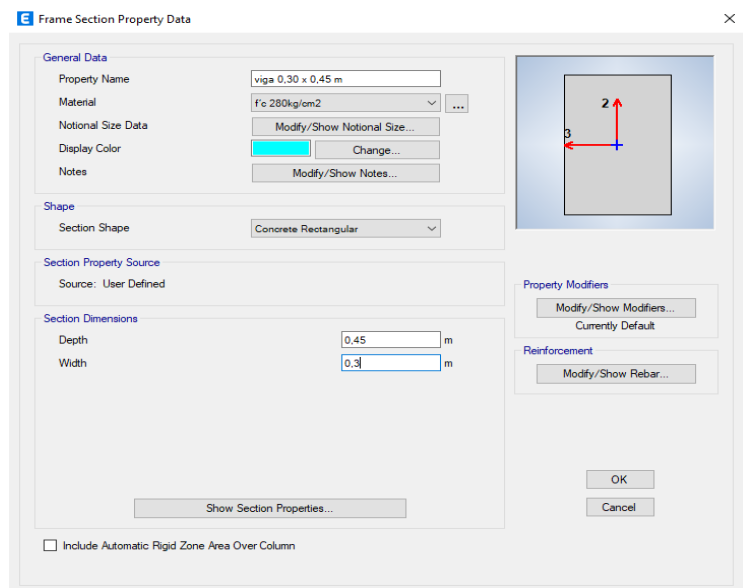 E Frame Section Property Data
General Data
Property Name viga 0,30 x 0,45 m
Material f'c 280kg/cm2 ...
Notional Size Data Modify/Show Notional Size...
Display Color Change...
Notes Modify/Show Notes...
2
3
Shape
Section Shape Concrete Rectangular
Section Property Source
Source: User Defined
Property Modifiers
Modify/Show Modifiers...
Currently Default
Section Dimensions
Depth 0,45 m
Width 0,3 m
Reinforcement
Modify/Show Rebar...
Show Section Properties...
OK
Cancel
Include Automatic Rigid Zone Area Over Column